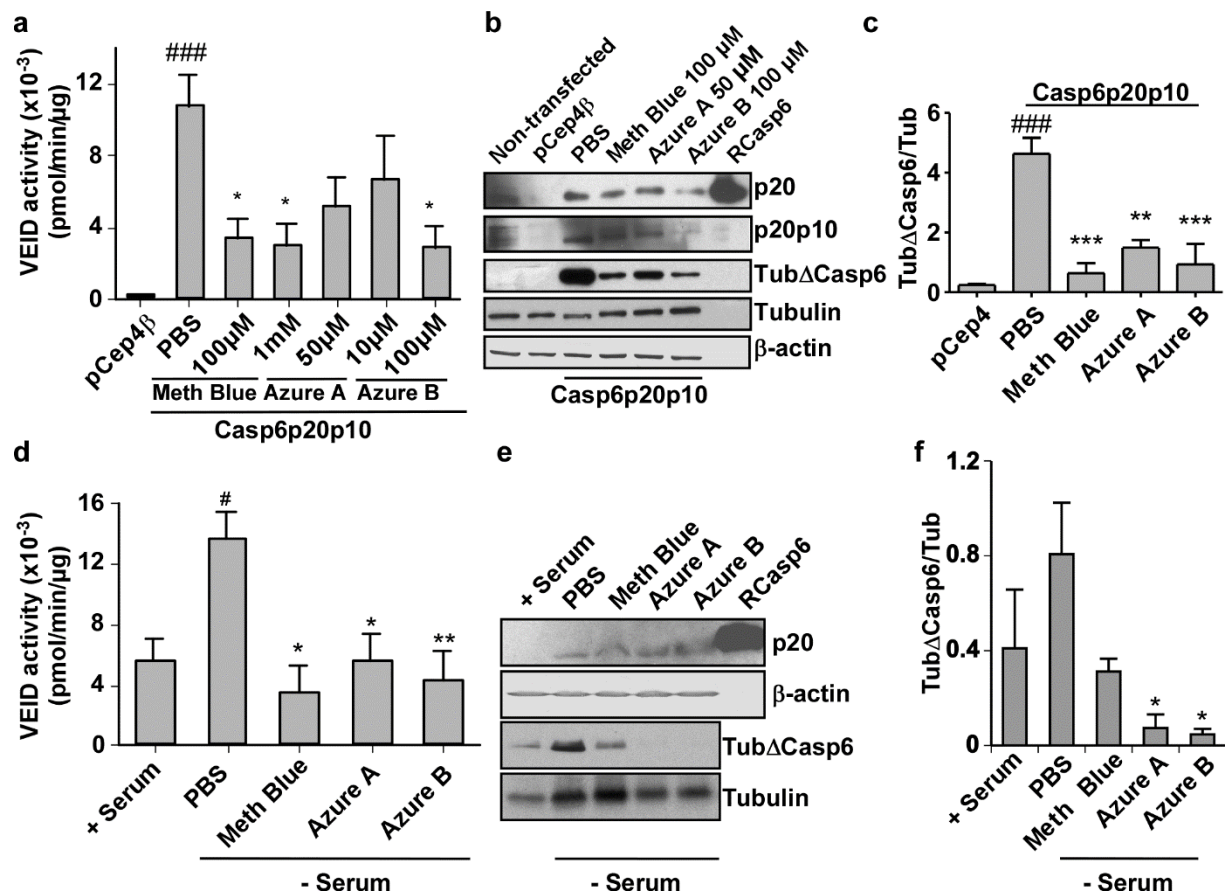 a
VEID activity (x10-3)
(pmol/min/µg)
12
8
4
0
###
*
*
*
pCep4β
PBS
100µM
1mM
50µM
10µM
100µM
Meth Blue
Azure A
Azure B
Casp6p20p10
b
Non-transfected
pCep4β
PBS
Meth Blue 100 µM
Azure A 50 µM
Azure B 100 µM
RCasp6
p20
p20p10
TubΔCasp6
Tubulin
β-actin
Casp6p20p10
c
TubΔCasp6/Tub
6
4
2
0
Casp6p20p10
###
***
**
***
pCep4
PBS
Meth Blue
Azure A
Azure B
d
VEID activity (x10-3)
(pmol/min/µg)
16
12
8
4
0
#
*
*
**
+ Serum
PBS
Meth Blue
Azure A
Azure B
- Serum
e
+ Serum
PBS
Meth Blue
Azure A
Azure B
RCasp6
p20
β-actin
TubΔCasp6
Tubulin
- Serum
f
TubΔCasp6/Tub
1.2
0.8
0.4
0
*
*
+ Serum
PBS
Meth Blue
Azure A
Azure B
- Serum